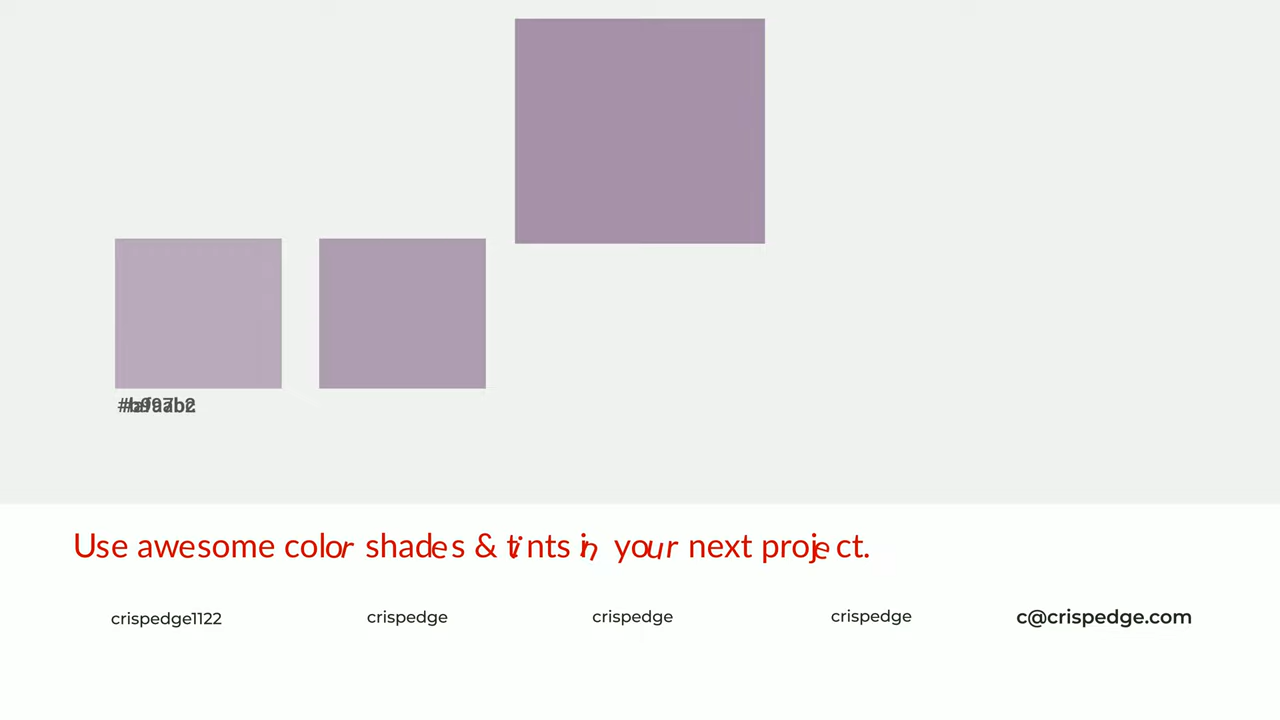 Use awesome color shades & tints in your next project.
crispedge1122 crispedge crispedge crispedge c@crispedge.com